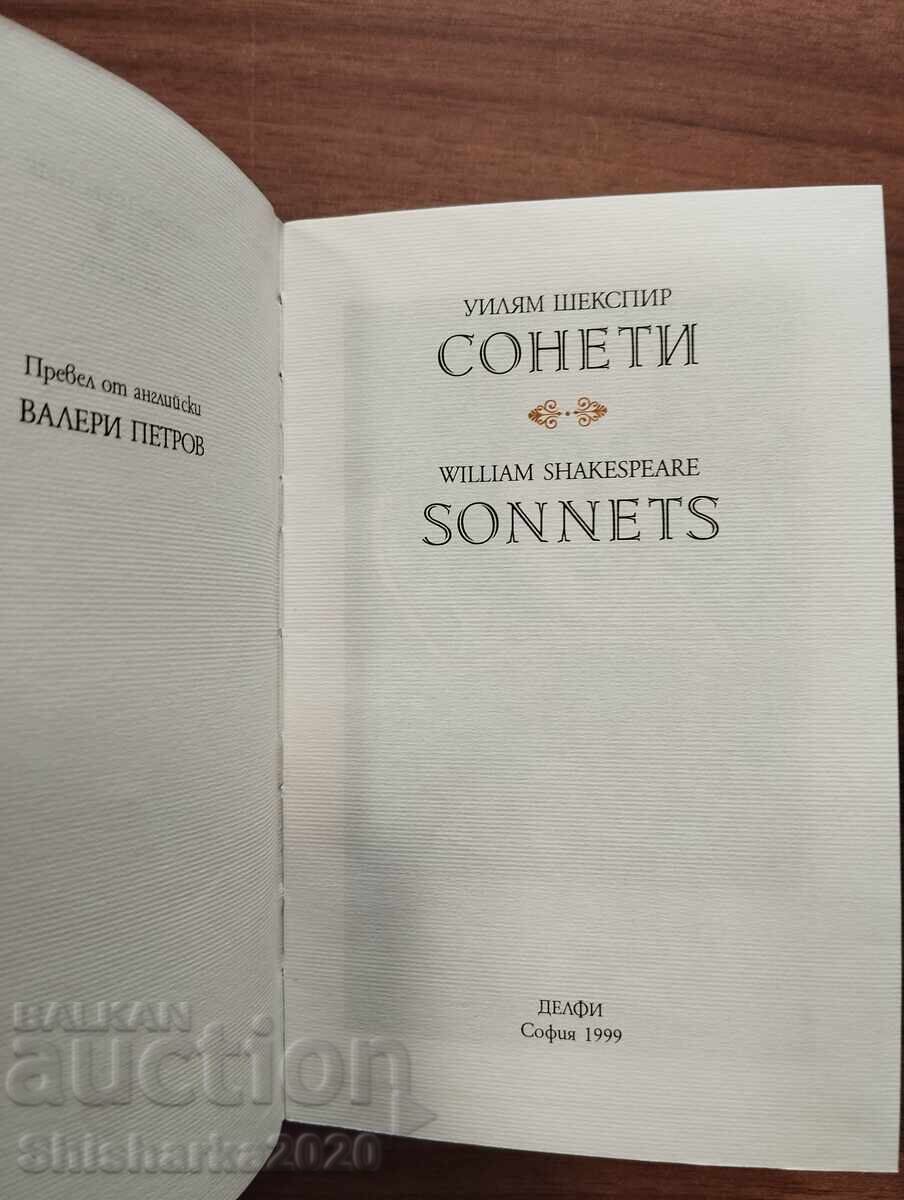 Превел от английски
ВАЛЕРИ ПЕТРОВ
УИЛЯМ ШЕКСПИР
СОНЕТИ
WILLIAM SHAKESPEARE
SONNETS
ДЕЛФИ
София 1999
BALKAN
auction
Shisharka2020